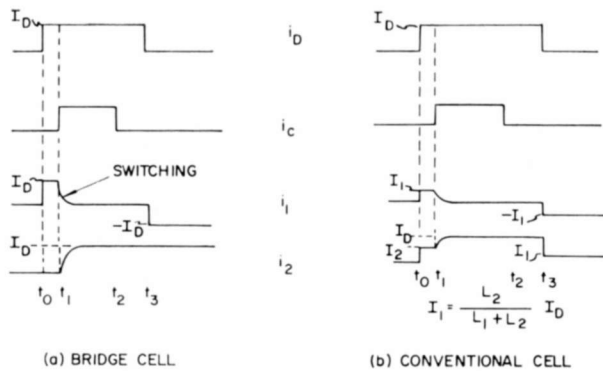 I_D
i_D
I_D
i_c
SWITCHING
I_D
-I_D
i_1
I_1
-I_1
I_D
i_2
I_D
I_2
I_1
t_0 t_1 t_2 t_3
t_0 t_1 t_2 t_3
I_1 = L_2 / (L_1 + L_2) I_D
(a) BRIDGE CELL
(b) CONVENTIONAL CELL